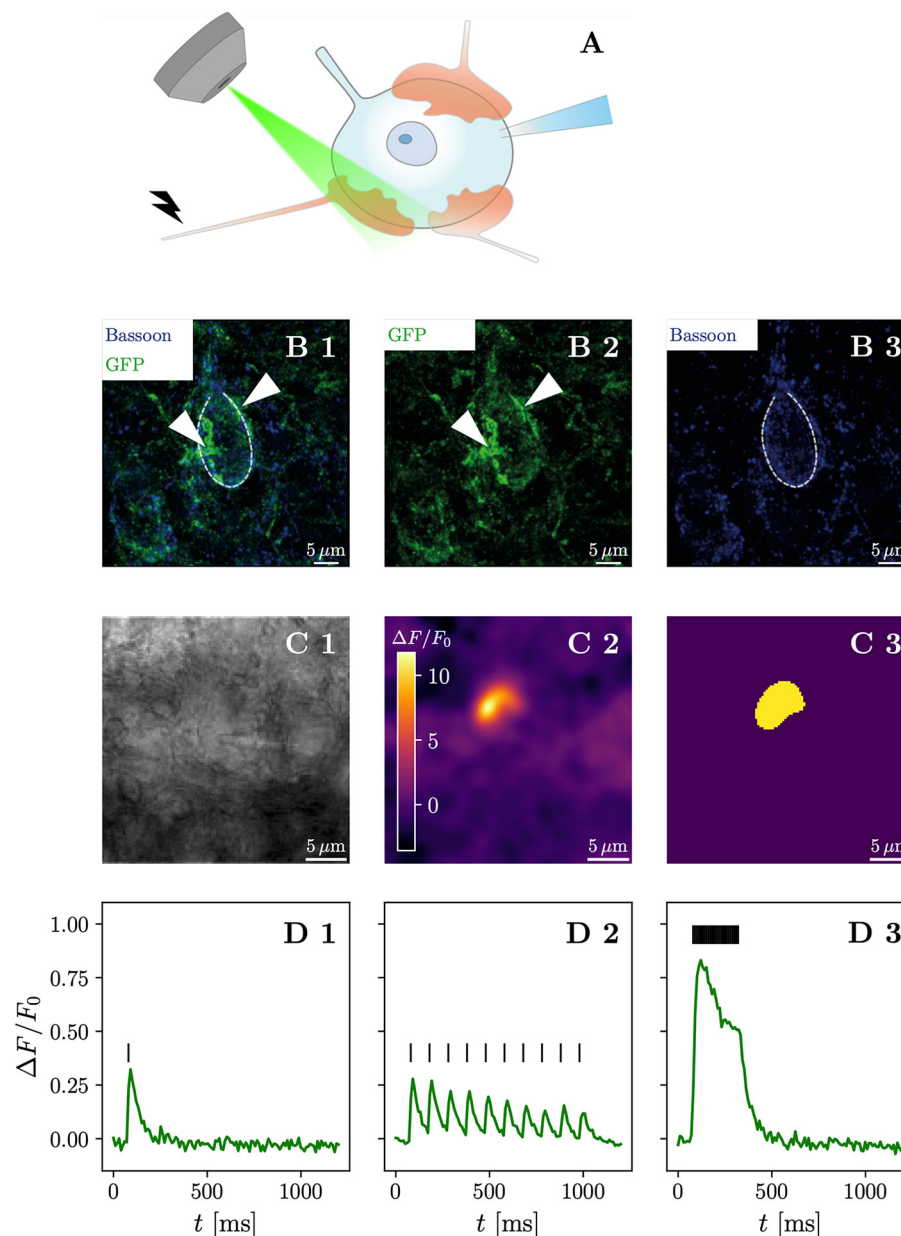 A
Bassoon
GFP
B 1
5 μm
GFP
B 2
5 μm
Bassoon
B 3
5 μm
C 1
5 μm
ΔF/F₀
10
5
0
C 2
5 μm
C 3
5 μm
ΔF/F₀
1.00
0.75
0.50
0.25
0.00
D 1
0
500
1000
t [ms]
D 2
0
500
1000
t [ms]
D 3
0
500
1000
t [ms]